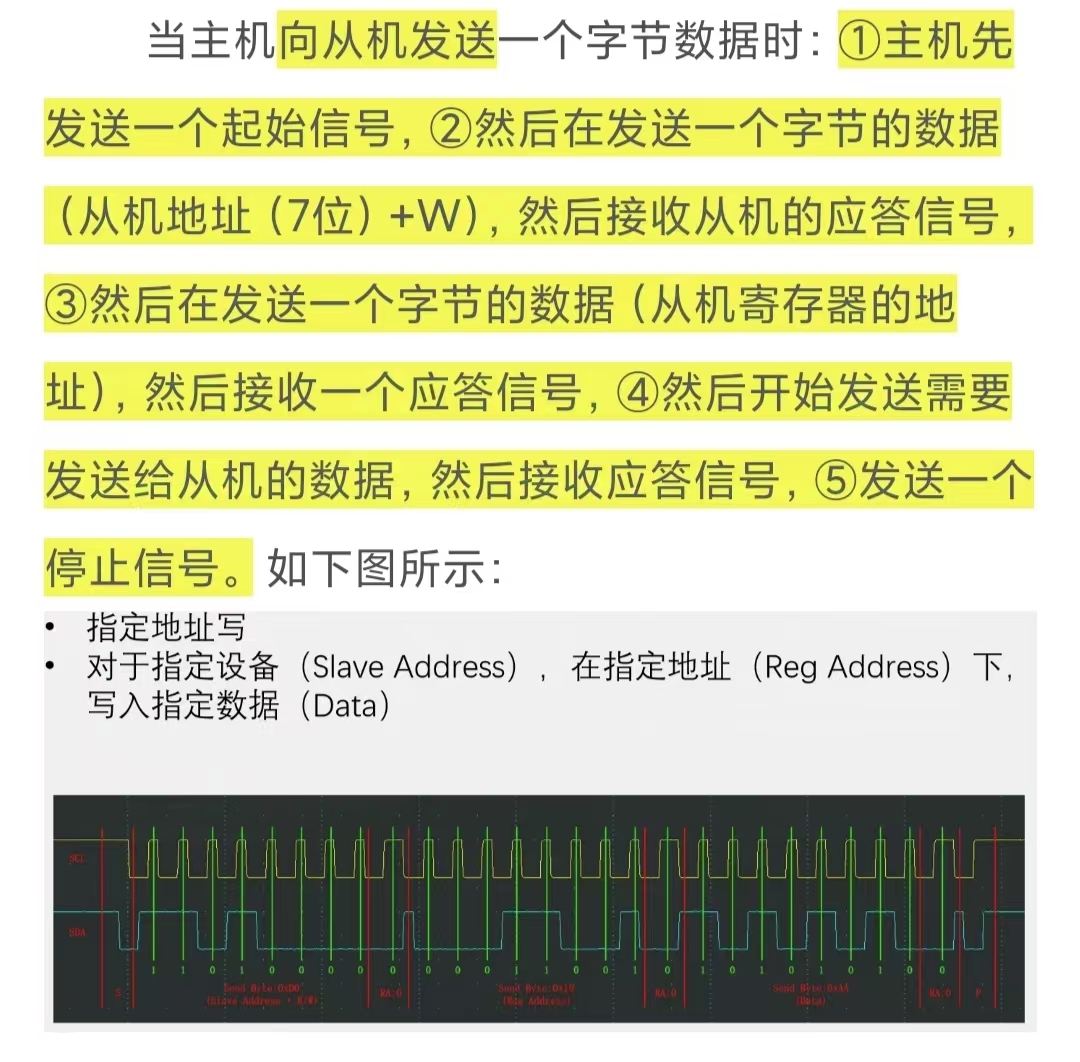 当主机向从机发送一个字节数据时：①主机先
发送一个起始信号，②然后在发送一个字节的数据
（从机地址（7位）+W），然后接收从机的应答信号，
③然后在发送一个字节的数据（从机寄存器的地
址），然后接收一个应答信号，④然后开始发送需要
发送给从机的数据，然后接收应答信号，⑤发送一个
停止信号。如下图所示：
• 指定地址写
• 对于指定设备（Slave Address），在指定地址（Reg Address）下，
写入指定数据（Data）
SCL
SDA
1 1 0 1 0 0 0 0 0 0 0 0 1 1 0 0 1 0 1 0 1 0 1 0 1 0 0
S Send Byte:0xD0 RA:0 Send Byte:0x19 RA:0 Send Byte:0xAA RA:0 P
(Slave Address + R/W) (Reg Address) (Data)